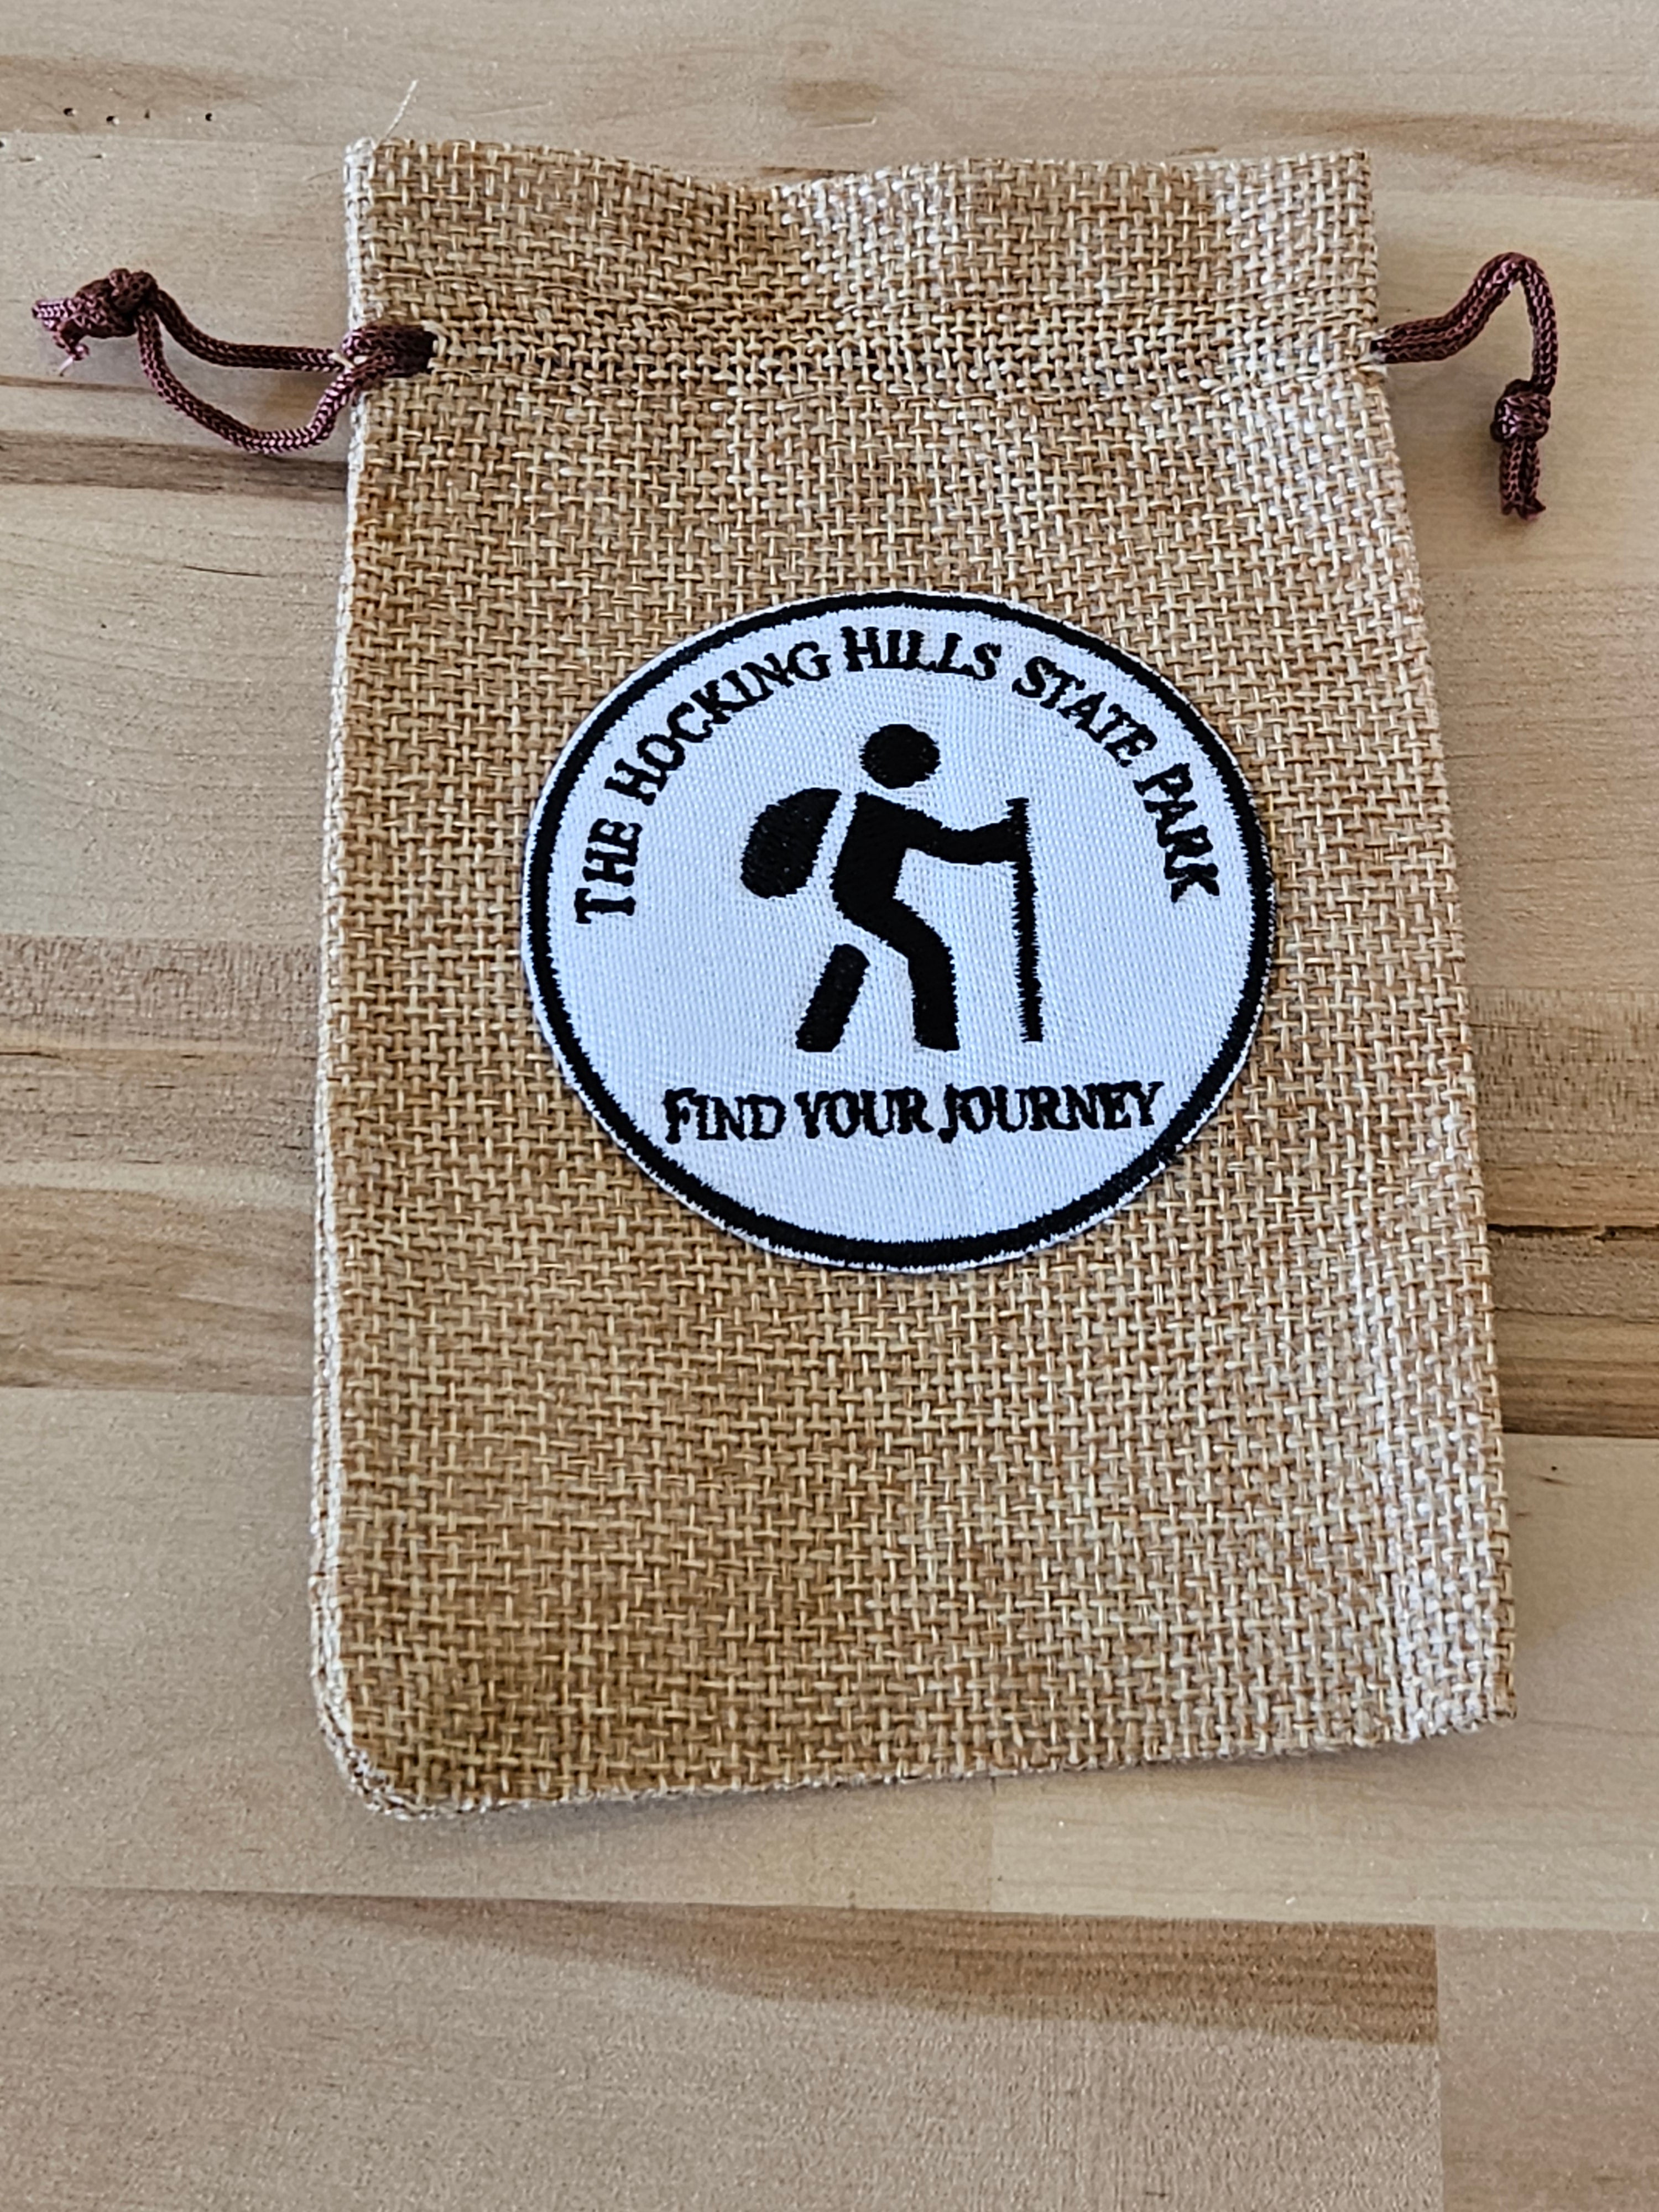 THE HOCKING HILLS STATE PARK
FIND YOUR JOURNEY